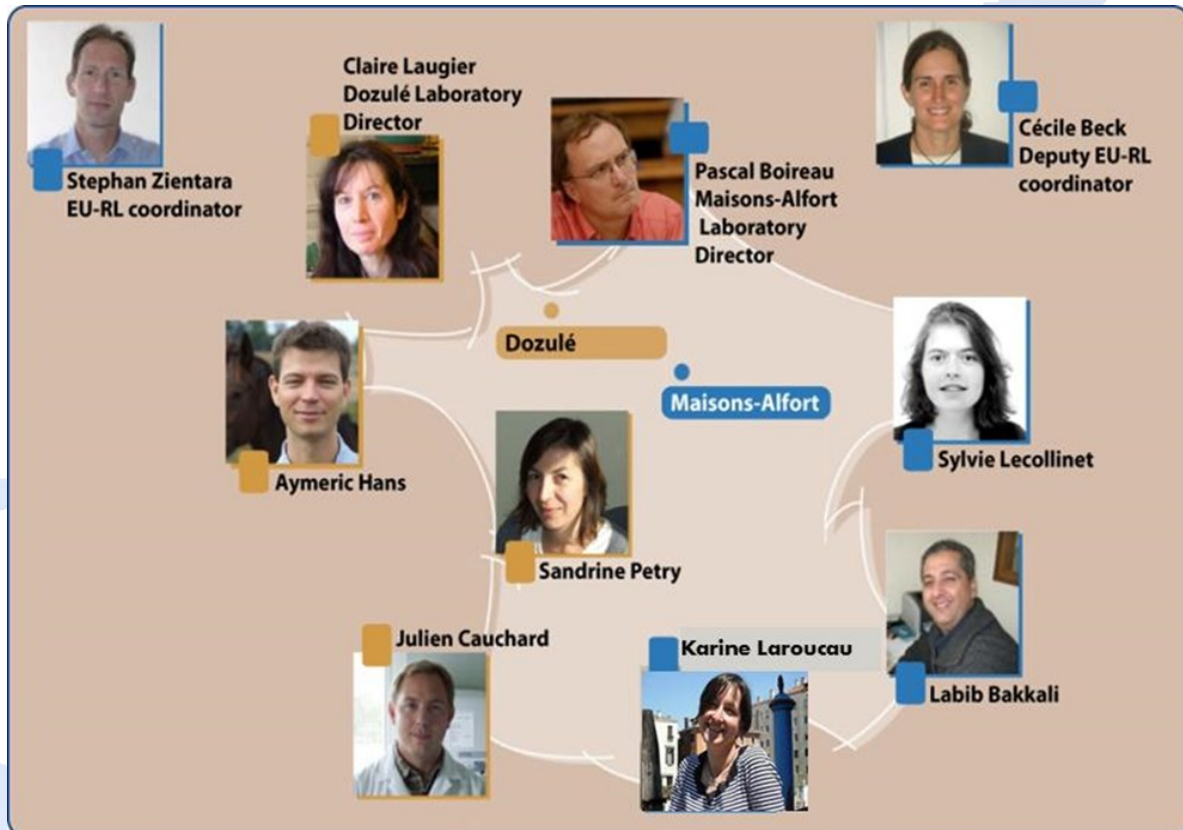 Claire Laugier
Dozulé Laboratory
Director
Stephan Zientara
EU-RL coordinator
Pascal Boireau
Maisons-Alfort
Laboratory
Director
Cécile Beck
Deputy EU-RL
coordinator
Dozulé
Maisons-Alfort
Aymeric Hans
Sylvie Lecollinet
Sandrine Petry
Julien Cauchard
Karine Laroucau
Labib Bakkali